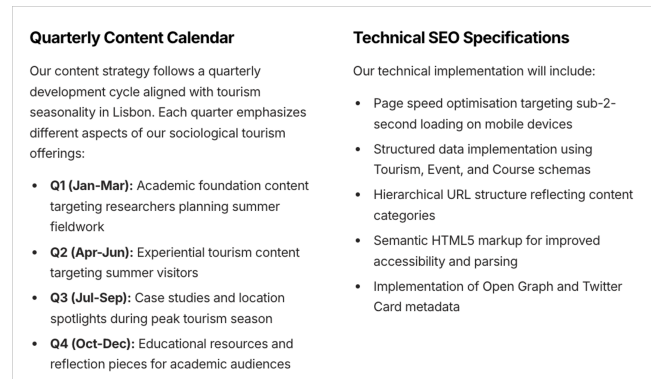 Quarterly Content Calendar
Our content strategy follows a quarterly
development cycle aligned with tourism
seasonality in Lisbon. Each quarter emphasizes
different aspects of our sociological tourism
offerings:
• Q1 (Jan-Mar): Academic foundation content
targeting researchers planning summer
fieldwork
• Q2 (Apr-Jun): Experiential tourism content
targeting summer visitors
• Q3 (Jul-Sep): Case studies and location
spotlights during peak tourism season
• Q4 (Oct-Dec): Educational resources and
reflection pieces for academic audiences
Technical SEO Specifications
Our technical implementation will include:
• Page speed optimisation targeting sub-2-
second loading on mobile devices
• Structured data implementation using
Tourism, Event, and Course schemas
• Hierarchical URL structure reflecting content
categories
• Semantic HTML5 markup for improved
accessibility and parsing
• Implementation of Open Graph and Twitter
Card metadata